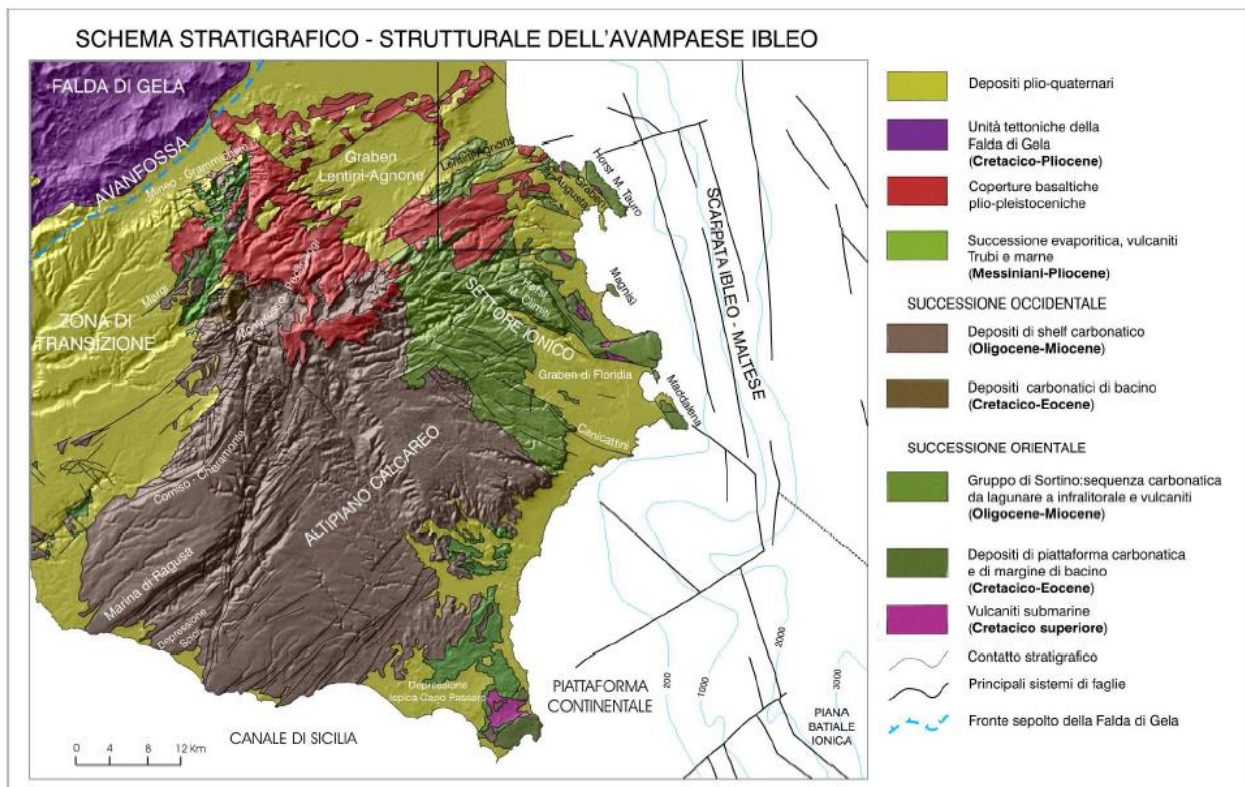 SCHEMA STRATIGRAFICO - STRUTTURALE DELL'AVAMPAESE IBLEO
FALDA DI GELA
AVANFOSSA
Mineo - Grammichele
Graben
Lentini-Agnone
Lentini-Agnone
Augusta
Graben
Horst M. Tauro
SCARPATA IBLEO - MALTESE
Margi
ZONA DI
TRANSIZIONE
Horst
M. Climiti
Magnisi
SETTORE IONICO
Graben di Floridia
Maddalena
Comiso - Chiaramonte
ALTIPIANO CALCAREO
Marina di Ragusa
Depressione
Scicli
Depressione
PIATTAFORMA
CONTINENTALE
200
1000
2000
3000
PIANA
BATIALE
IONICA
CANALE DI SICILIA
0 4 8 12 Km
Depositi plio-quaternari
Unità tettoniche della
Falda di Gela
(Cretacico-Pliocene)
Coperture basaltiche
plio-pleistoceniche
Successione evaporitica, vulcaniti
Trubi e marne
(Messiniani-Pliocene)
SUCCESSIONE OCCIDENTALE
Depositi di shelf carbonatico
(Oligocene-Miocene)
Depositi carbonatici di bacino
(Cretacico-Eocene)
SUCCESSIONE ORIENTALE
Gruppo di Sortino:sequenza carbonatica
da lagunare a infralitorale e vulcaniti
(Oligocene-Miocene)
Depositi di piattaforma carbonatica
e di margine di bacino
(Cretacico-Eocene)
Vulcaniti submarine
(Cretacico superiore)
Contatto stratigrafico
Principali sistemi di faglie
Fronte sepolto della Falda di Gela